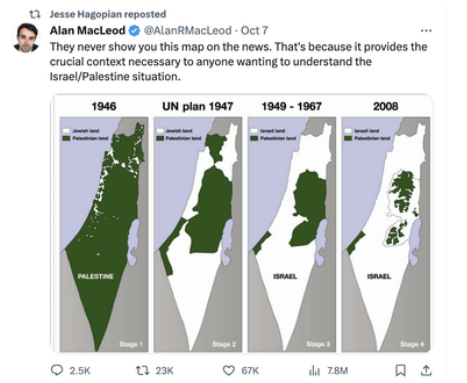 Jesse Hagopian reposted
Alan MacLeod @AlanRMacLeod · Oct 7
They never show you this map on the news. That's because it provides the
crucial context necessary to anyone wanting to understand the
Israel/Palestine situation.
1946 UN plan 1947 1949 - 1967 2008
Jewish land Jewish land Israeli land Israeli land
Palestinian land Palestinian land Palestinian land Palestinian land
PALESTINE ISRAEL ISRAEL
Stage 1 Stage 2 Stage 3 Stage 4
2.5K 23K 67K 7.8M